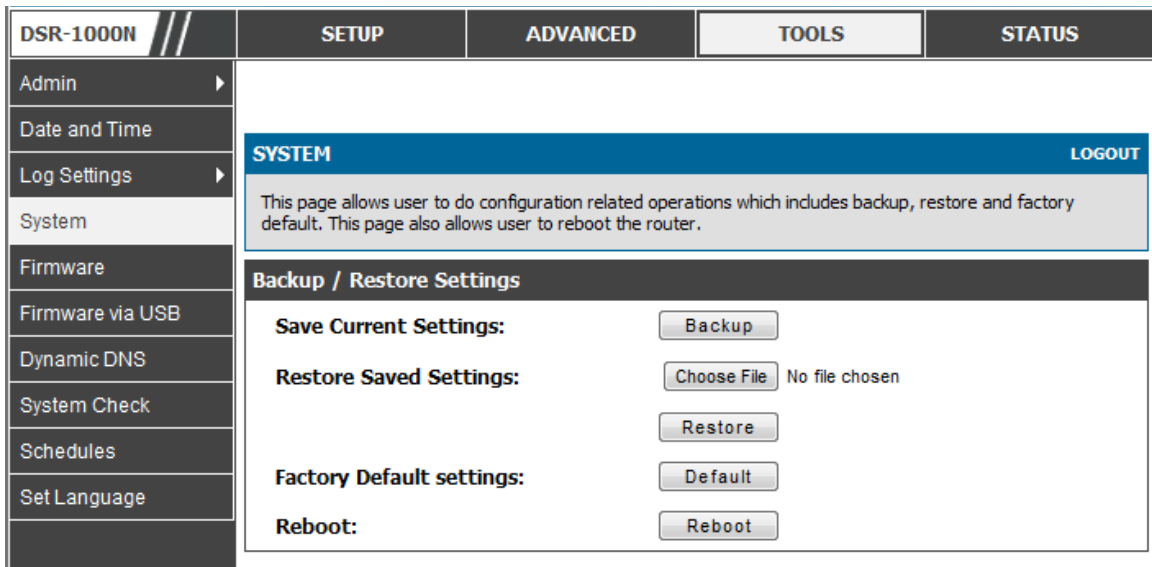 DSR-1000N
SETUP
ADVANCED
TOOLS
STATUS
Admin
Date and Time
Log Settings
System
Firmware
Firmware via USB
Dynamic DNS
System Check
Schedules
Set Language
SYSTEM
LOGOUT
This page allows user to do configuration related operations which includes backup, restore and factory
default. This page also allows user to reboot the router.
Backup / Restore Settings
Save Current Settings:
Backup
Restore Saved Settings:
Choose File No file chosen
Restore
Factory Default settings:
Default
Reboot:
Reboot